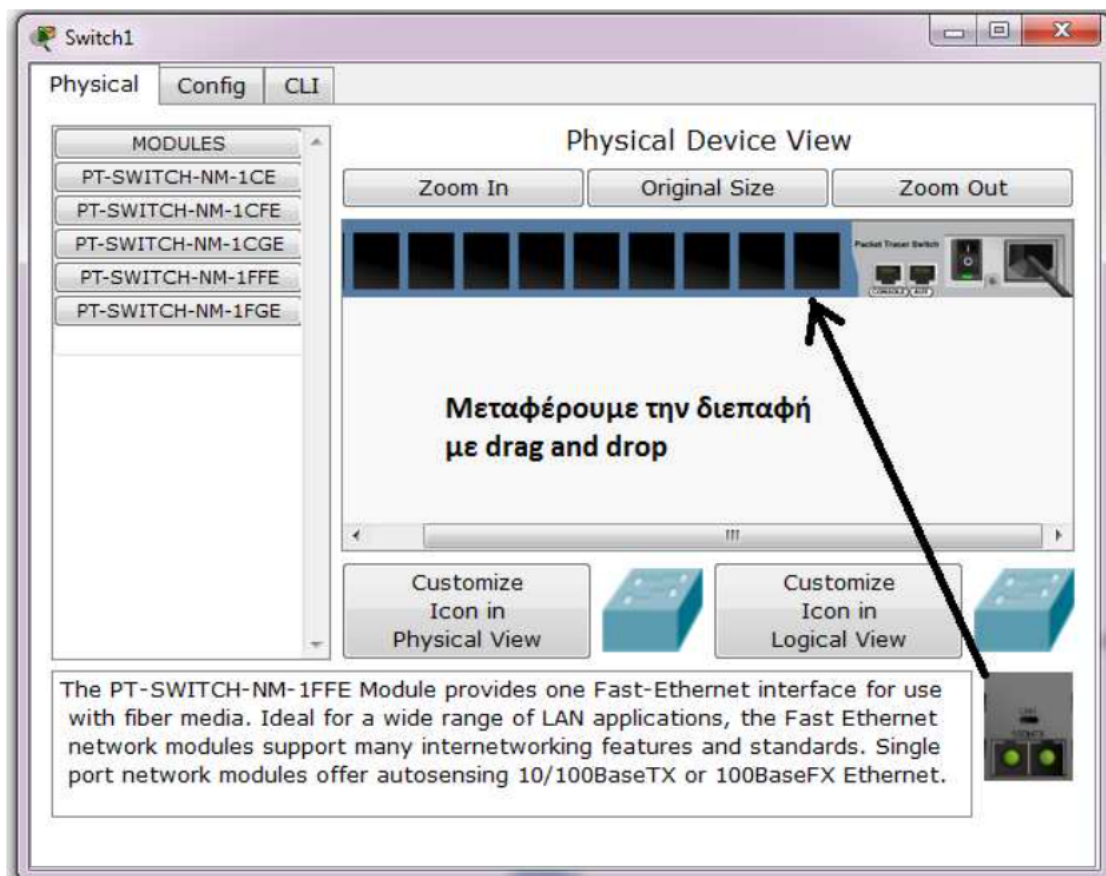 Switch1
Physical
Config
CLI
MODULES
PT-SWITCH-NM-1CE
PT-SWITCH-NM-1CFE
PT-SWITCH-NM-1CGE
PT-SWITCH-NM-1FFE
PT-SWITCH-NM-1FGE
Physical Device View
Zoom In
Original Size
Zoom Out
Packet Tracer Switch
CONSOLE
AUX
Μεταφέρουμε την διεπαφή
με drag and drop
Customize
Icon in
Physical View
Customize
Icon in
Logical View
The PT-SWITCH-NM-1FFE Module provides one Fast-Ethernet interface for use
with fiber media. Ideal for a wide range of LAN applications, the Fast Ethernet
network modules support many internetworking features and standards. Single
port network modules offer autosensing 10/100BaseTX or 100BaseFX Ethernet.